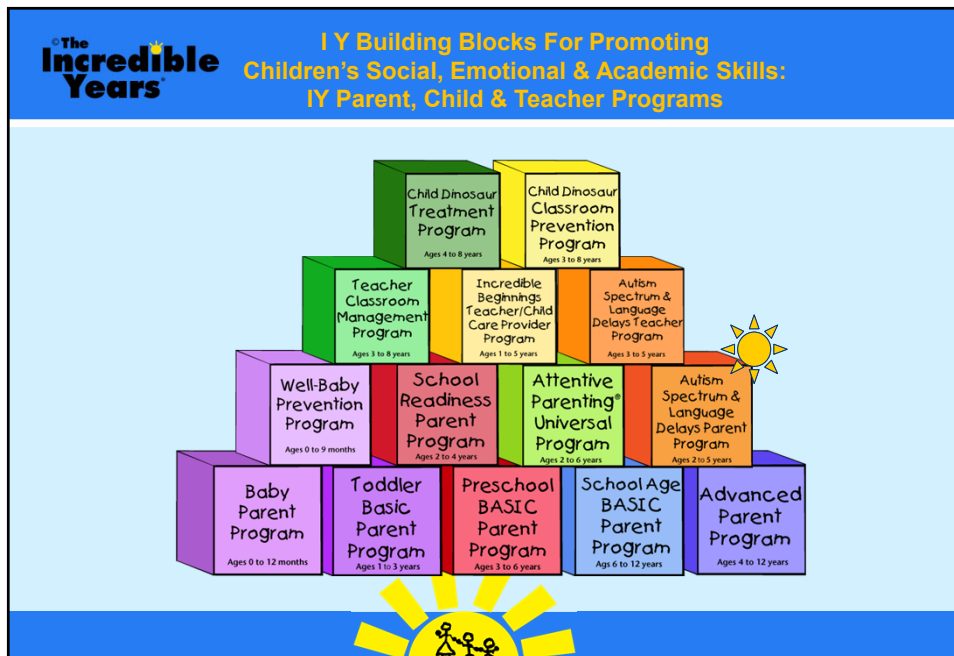 ©The
Incredible
Years®
I Y Building Blocks For Promoting
Children's Social, Emotional & Academic Skills:
IY Parent, Child & Teacher Programs
Child Dinosaur
Treatment
Program
Ages 4 to 8 years
Child Dinosaur
Classroom
Prevention
Program
Ages 3 to 8 years
Teacher
Classroom
Management
Program
Ages 3 to 8 years
Incredible
Beginnings
Teacher/Child
Care Provider
Program
Ages 1 to 5 years
Autism
Spectrum &
Language
Delays Teacher
Program
Ages 3 to 5 years
Well-Baby
Prevention
Program
Ages 0 to 9 months
School
Readiness
Parent
Program
Ages 2 to 4 years
Attentive
Parenting®
Universal
Program
Ages 2 to 6 years
Autism
Spectrum &
Language
Delays Parent
Program
Ages 2 to 5 years
Baby
Parent
Program
Ages 0 to 12 months
Toddler
Basic
Parent
Program
Ages 1 to 3 years
Preschool
BASIC
Parent
Program
Ages 3 to 6 years
School Age
BASIC
Parent
Program
Ags 6 to 12 years
Advanced
Parent
Program
Ages 4 to 12 years